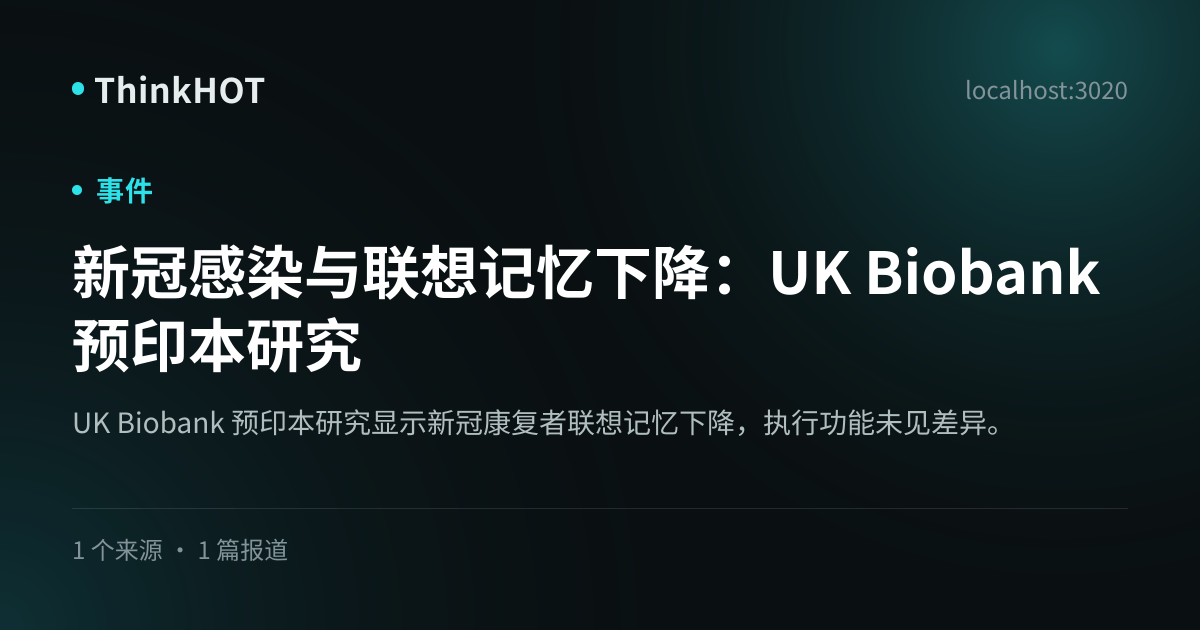 ThinkHOT
localhost:3020
事件
新冠感染与联想记忆下降：UK Biobank
预印本研究
UK Biobank 预印本研究显示新冠康复者联想记忆下降，执行功能未见差异。
1 个来源 · 1 篇报道